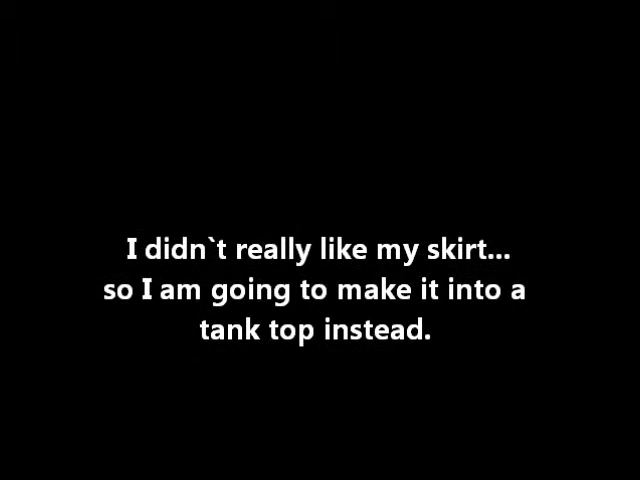 I didn`t really like my skirt...
so I am going to make it into a
tank top instead.